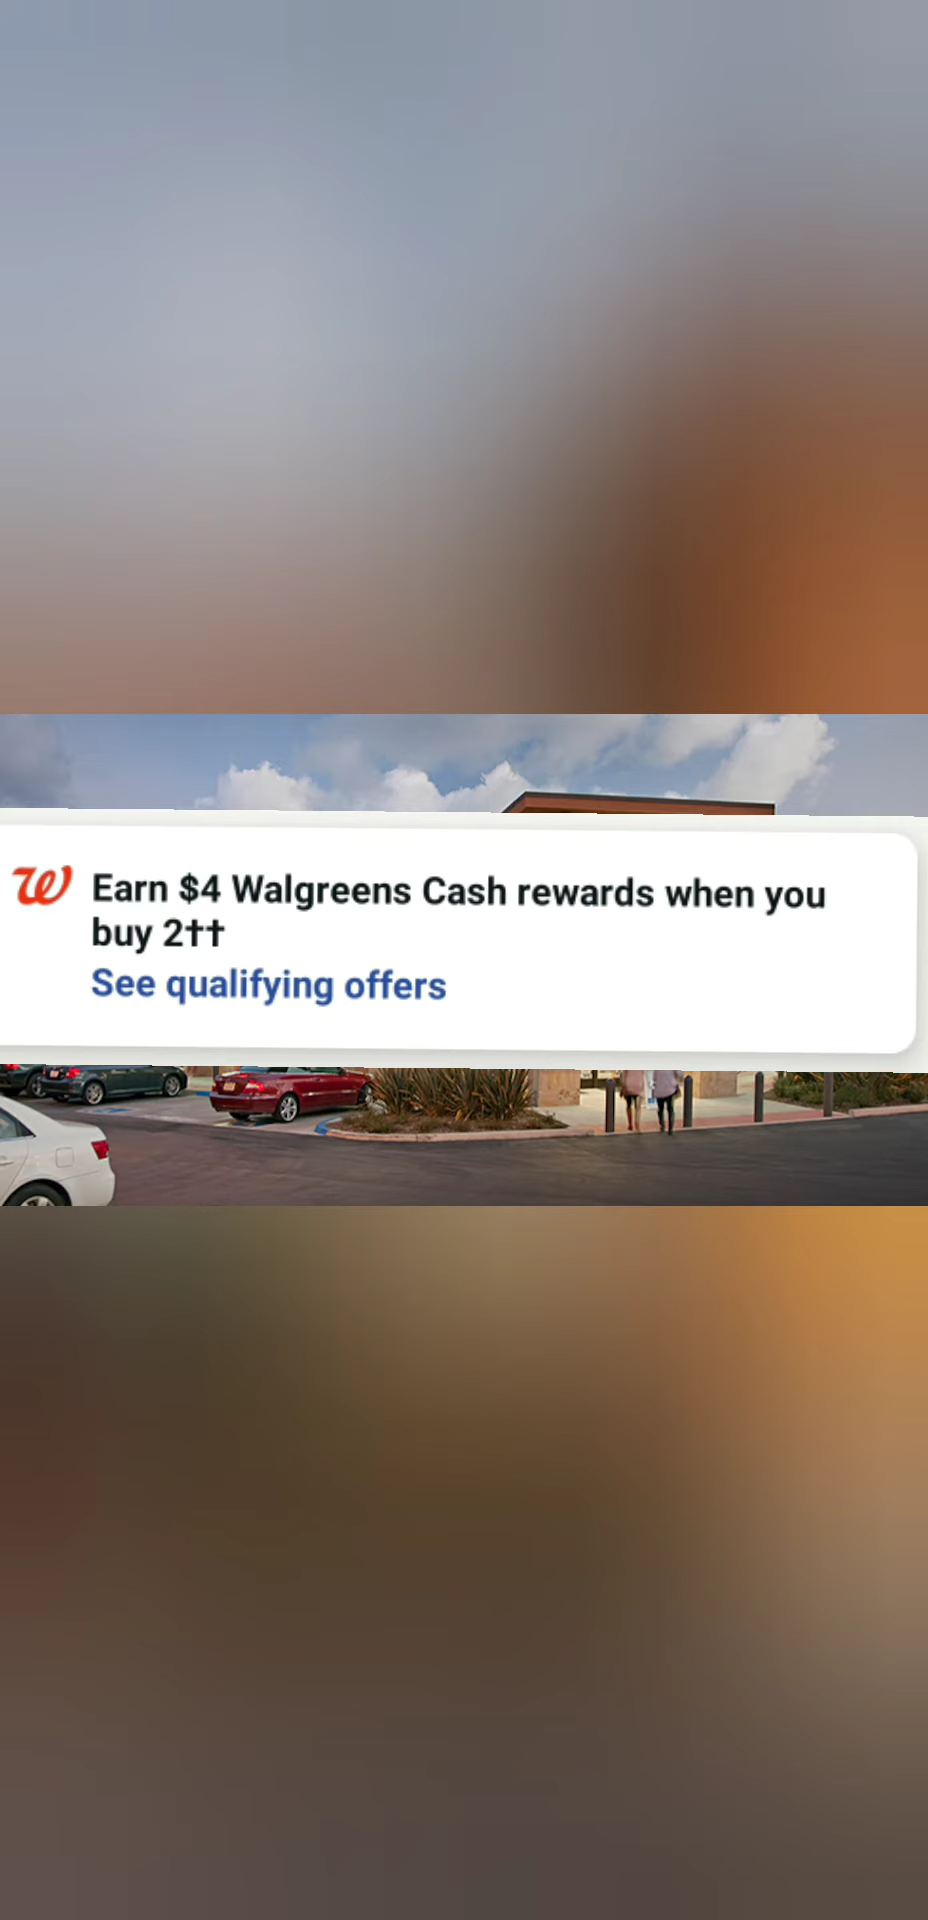 Earn $4 Walgreens Cash rewards when you
buy 2††
See qualifying offers